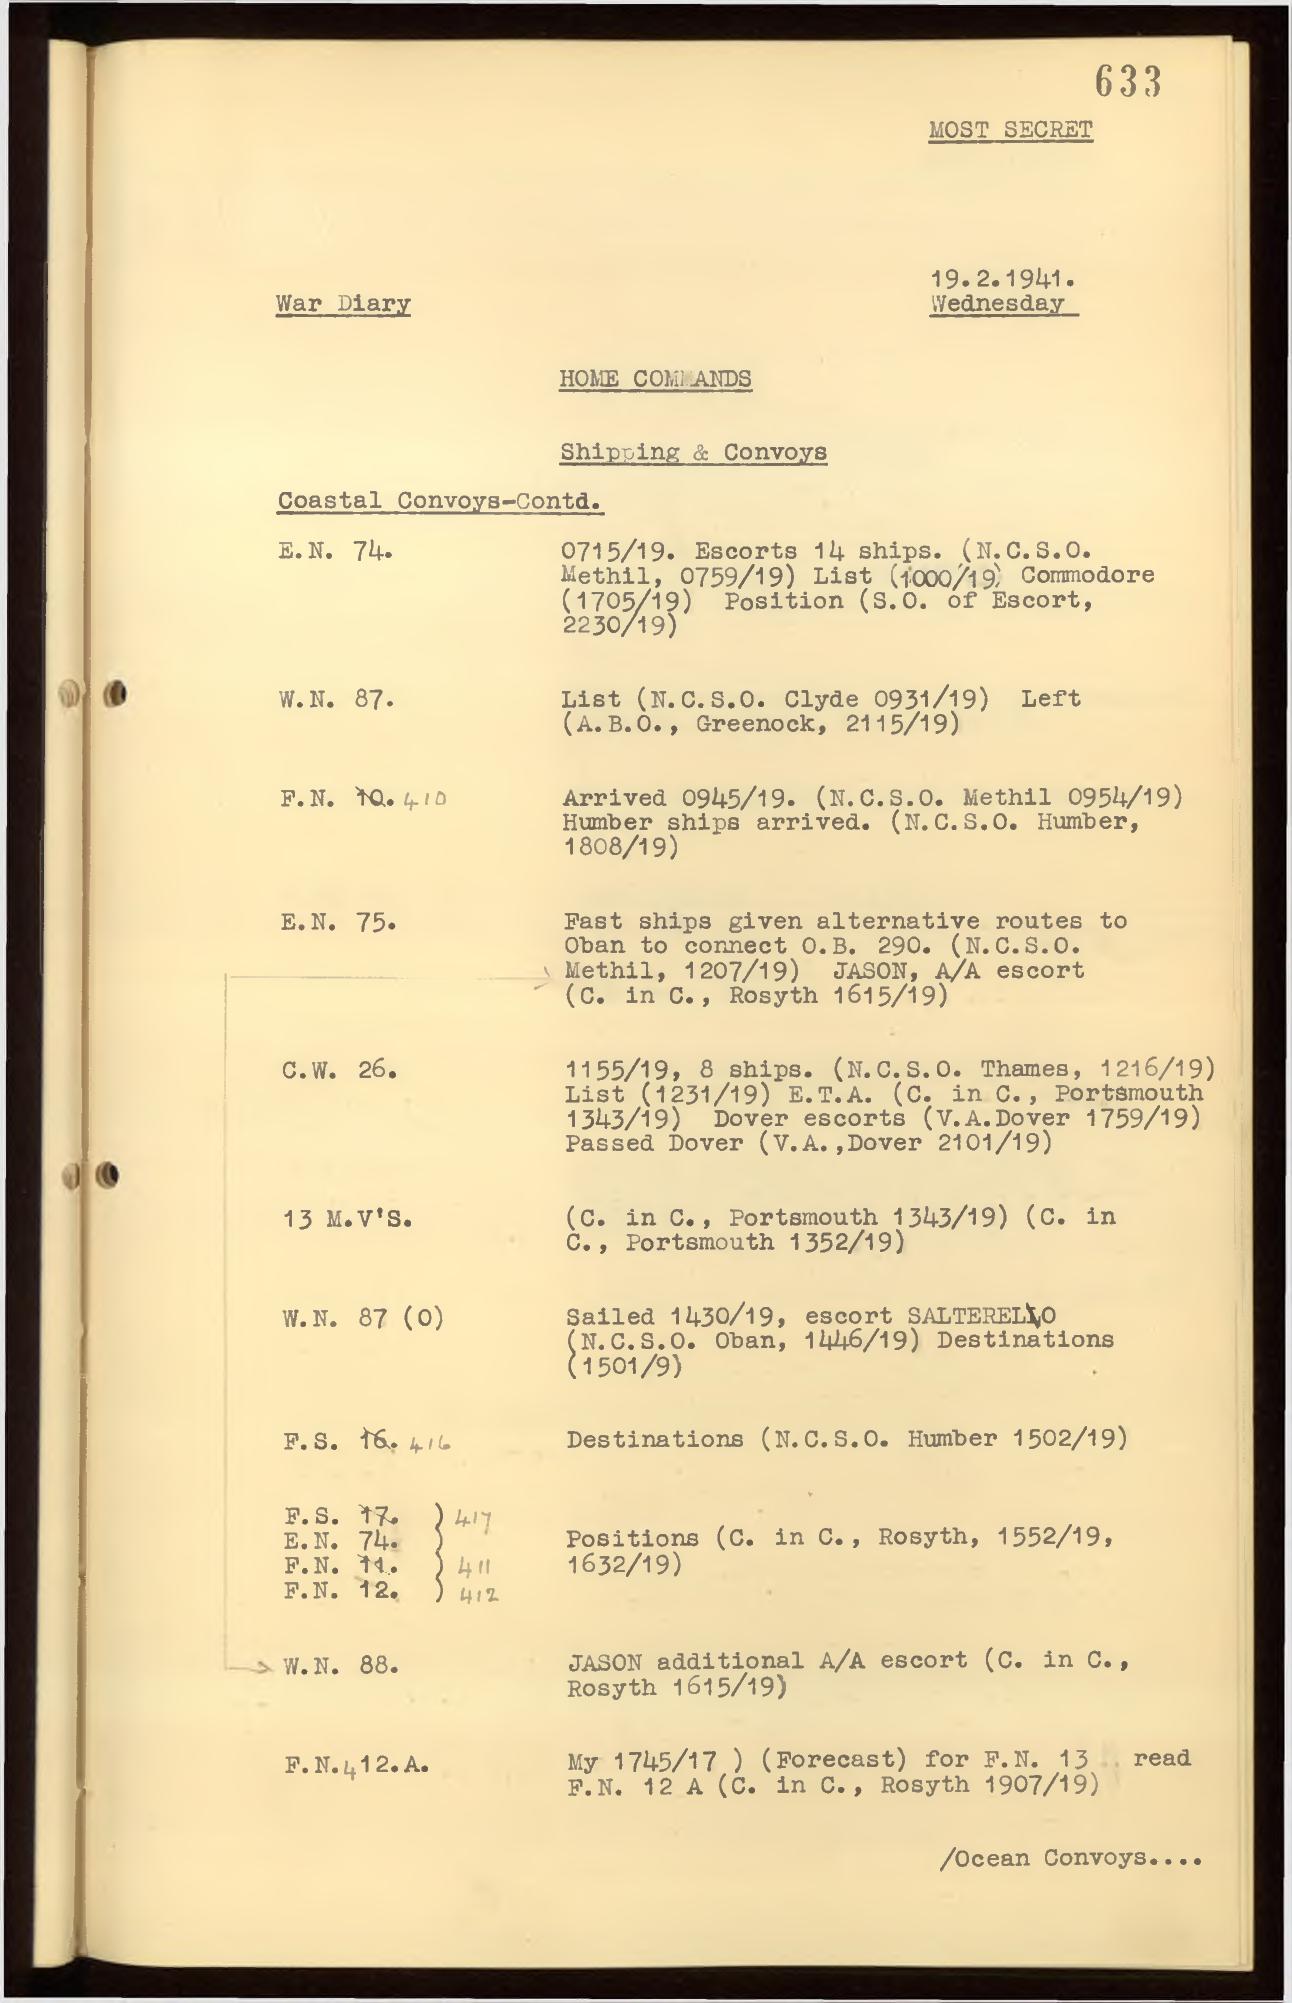 633
MOST SECRET
19.2.1941.
War Diary Wednesday
HOME COMMANDS
Shipping & Convoys
Coastal Convoys-Contd.
E.N. 74. 0715/19. Escorts 14 ships. (N.C.S.O.
Methil, 0759/19) List (1000/19) Commodore
(1705/19) Position (S.O. of Escort,
2230/19)
W.N. 87. List (N.C.S.O. Clyde 0931/19) Left
(A.B.O., Greenock, 2115/19)
F.N. 10. 410 Arrived 0945/19. (N.C.S.O. Methil 0954/19)
Humber ships arrived. (N.C.S.O. Humber,
1808/19)
E.N. 75. Fast ships given alternative routes to
Oban to connect O.B. 290. (N.C.S.O.
Methil, 1207/19) JASON, A/A escort
(C. in C., Rosyth 1615/19)
C.W. 26. 1155/19, 8 ships. (N.C.S.O. Thames, 1216/19)
List (1231/19) E.T.A. (C. in C., Portsmouth
1343/19) Dover escorts (V.A.Dover 1759/19)
Passed Dover (V.A.,Dover 2101/19)
13 M.V'S. (C. in C., Portsmouth 1343/19) (C. in
C., Portsmouth 1352/19)
W.N. 87 (O) Sailed 1430/19, escort SALTERELLO
(N.C.S.O. Oban, 1446/19) Destinations
(1501/9)
F.S. 16. 416 Destinations (N.C.S.O. Humber 1502/19)
F.S. 17. ) 417
E.N. 74. ) Positions (C. in C., Rosyth, 1552/19,
F.N. 11. ) 411 1632/19)
F.N. 12. ) 412
W.N. 88. JASON additional A/A escort (C. in C.,
Rosyth 1615/19)
F.N.412.A. My 1745/17 ) (Forecast) for F.N. 13 read
F.N. 12 A (C. in C., Rosyth 1907/19)
/Ocean Convoys....